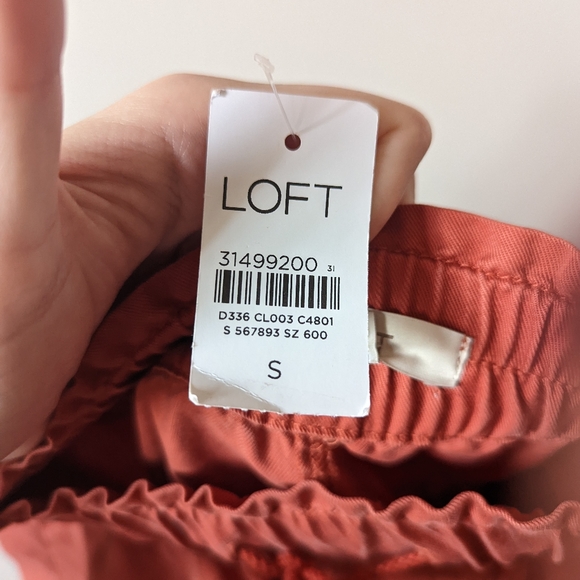 LOFT
31499200 31
D336 CL003 C4801
S 567893 SZ 600
S
T